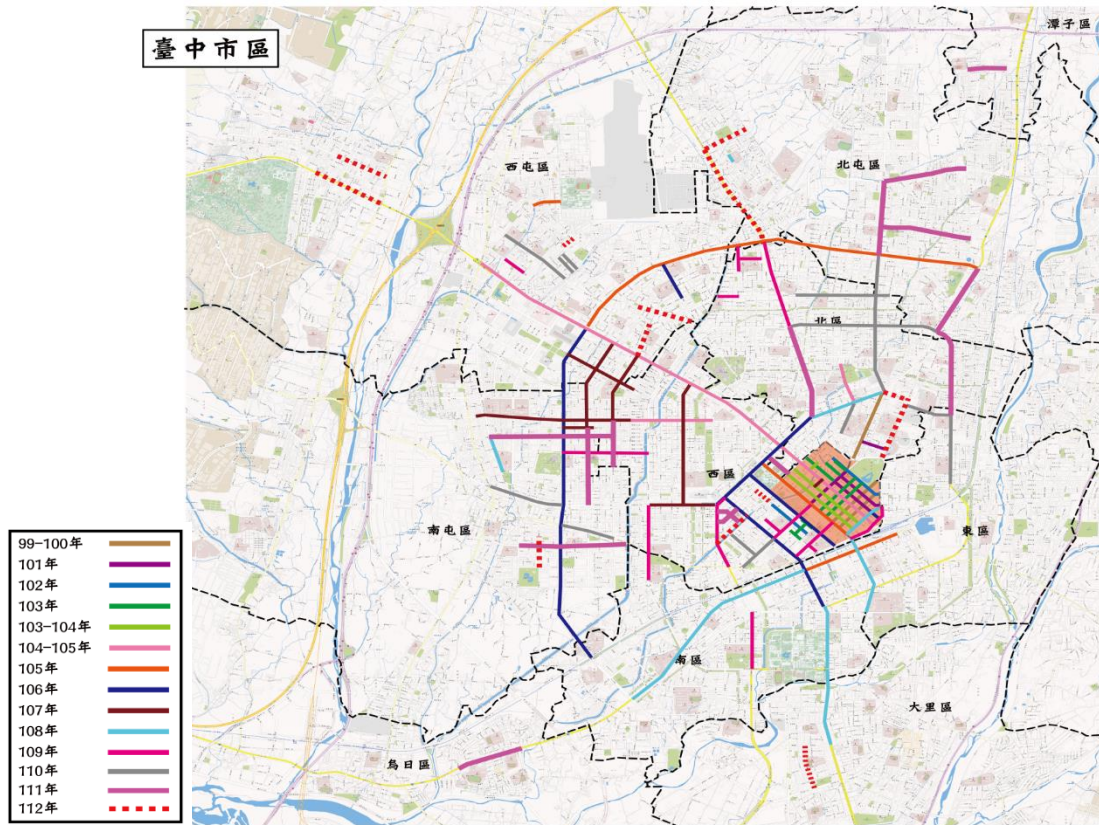 臺中市區
潭子區
西屯區
北屯區
北區
西區
南屯區
東區
南區
大里區
烏日區
99-100年
101年
102年
103年
103-104年
104-105年
105年
106年
107年
108年
109年
110年
111年
112年